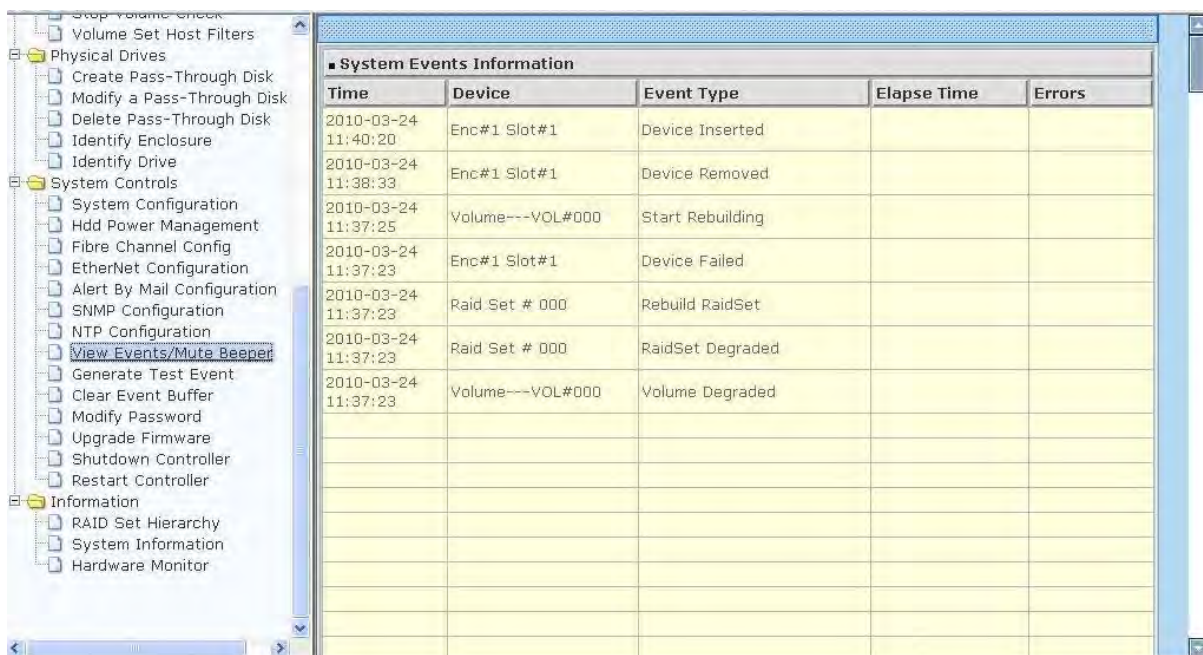 Stop Volume Check
Volume Set Host Filters
Physical Drives
Create Pass-Through Disk
Modify a Pass-Through Disk
Delete Pass-Through Disk
Identify Enclosure
Identify Drive
System Controls
System Configuration
Hdd Power Management
Fibre Channel Config
EtherNet Configuration
Alert By Mail Configuration
SNMP Configuration
NTP Configuration
View Events/Mute Beeper
Generate Test Event
Clear Event Buffer
Modify Password
Upgrade Firmware
Shutdown Controller
Restart Controller
Information
RAID Set Hierarchy
System Information
Hardware Monitor
System Events Information
Time Device Event Type Elapse Time Errors
2010-03-24
11:40:20 Enc#1 Slot#1 Device Inserted
2010-03-24
11:38:33 Enc#1 Slot#1 Device Removed
2010-03-24
11:37:25 Volume---VOL#000 Start Rebuilding
2010-03-24
11:37:23 Enc#1 Slot#1 Device Failed
2010-03-24
11:37:23 Raid Set # 000 Rebuild RaidSet
2010-03-24
11:37:23 Raid Set # 000 RaidSet Degraded
2010-03-24
11:37:23 Volume---VOL#000 Volume Degraded